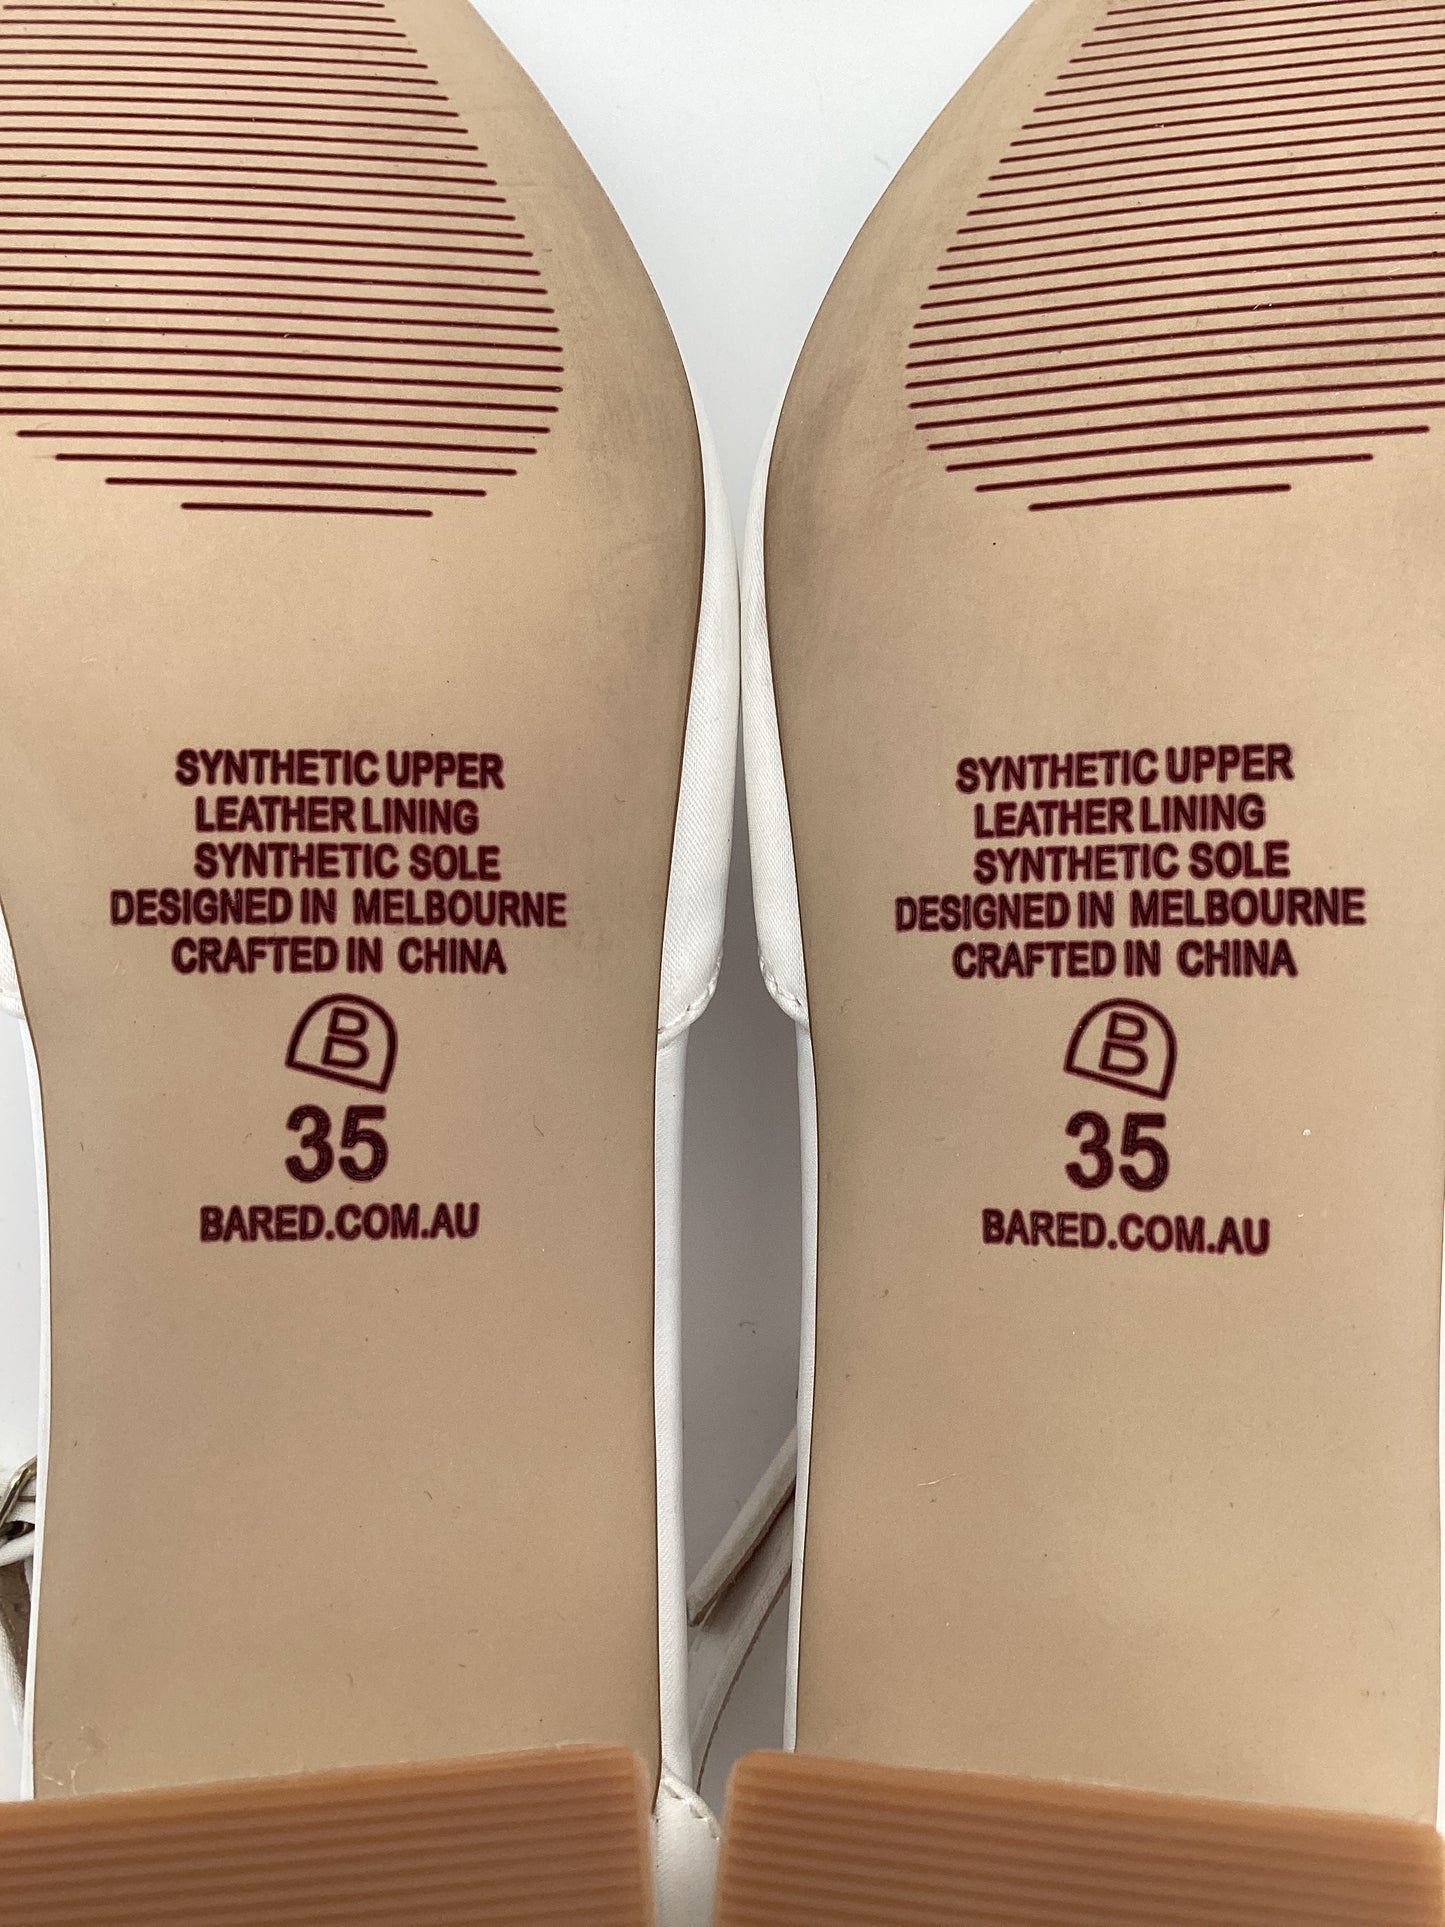 SYNTHETIC UPPER
LEATHER LINING
SYNTHETIC SOLE
DESIGNED IN MELBOURNE
CRAFTED IN CHINA
B
35
BARED.COM.AU
SYNTHETIC UPPER
LEATHER LINING
SYNTHETIC SOLE
DESIGNED IN MELBOURNE
CRAFTED IN CHINA
B
35
BARED.COM.AU